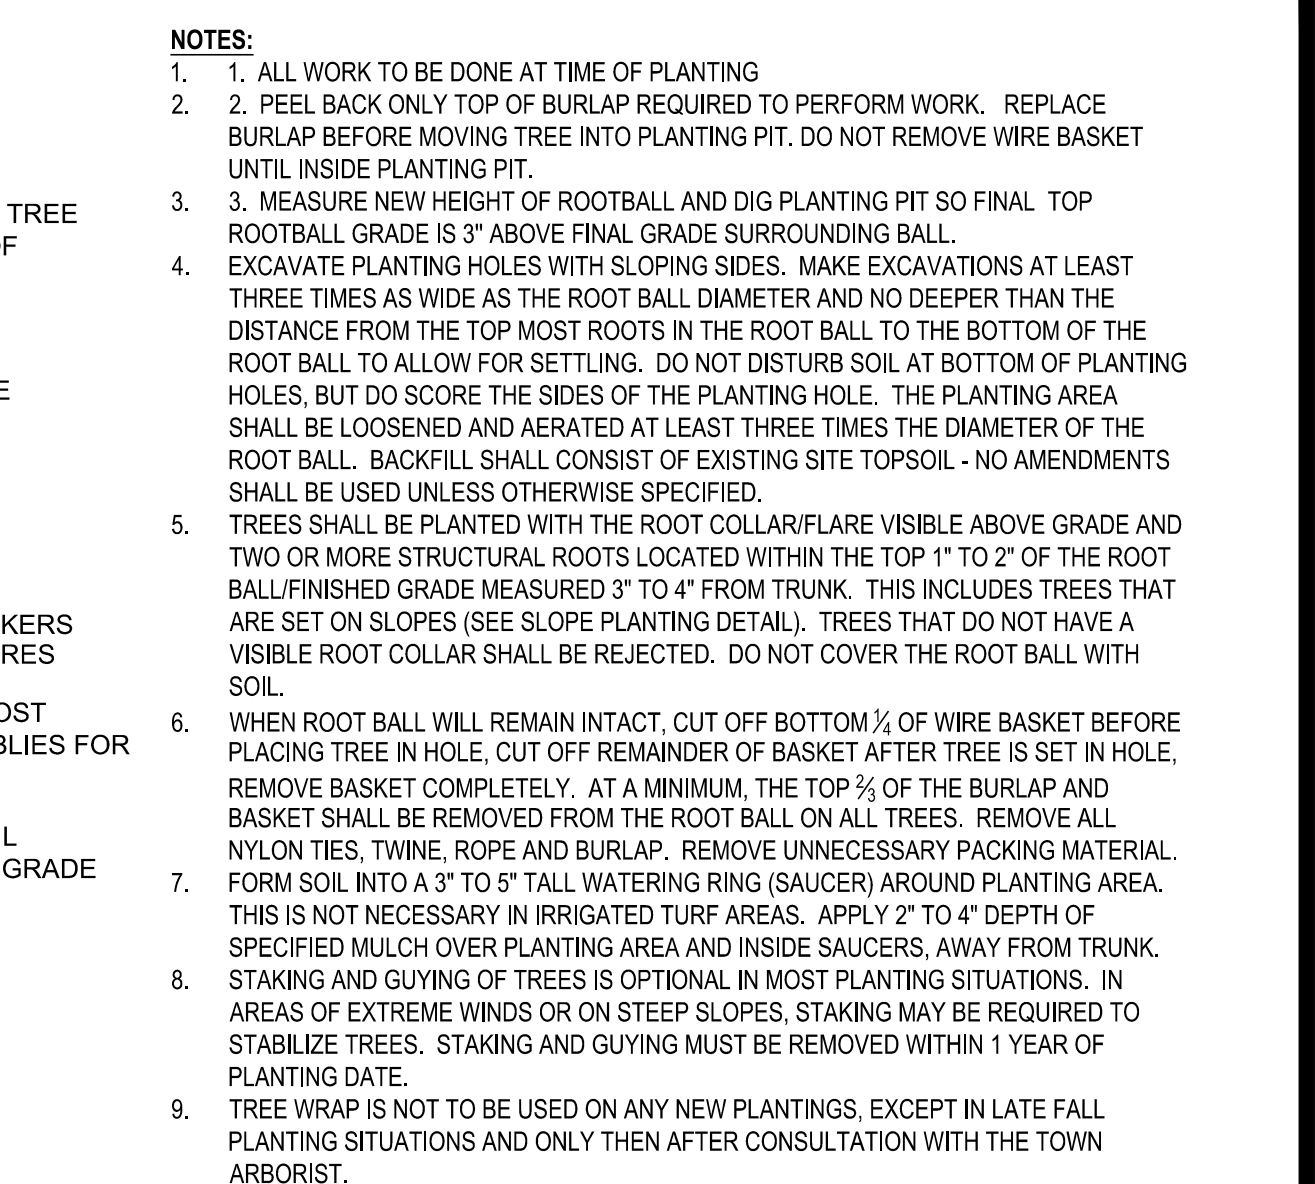 NOTES:
1. 1. ALL WORK TO BE DONE AT TIME OF PLANTING
2. 2. PEEL BACK ONLY TOP OF BURLAP REQUIRED TO PERFORM WORK. REPLACE
BURLAP BEFORE MOVING TREE INTO PLANTING PIT. DO NOT REMOVE WIRE BASKET
UNTIL INSIDE PLANTING PIT.
3. 3. MEASURE NEW HEIGHT OF ROOTBALL AND DIG PLANTING PIT SO FINAL TOP
ROOTBALL GRADE IS 3" ABOVE FINAL GRADE SURROUNDING BALL.
4. EXCAVATE PLANTING HOLES WITH SLOPING SIDES. MAKE EXCAVATIONS AT LEAST
THREE TIMES AS WIDE AS THE ROOT BALL DIAMETER AND NO DEEPER THAN THE
DISTANCE FROM THE TOP MOST ROOTS IN THE ROOT BALL TO THE BOTTOM OF THE
ROOT BALL TO ALLOW FOR SETTLING. DO NOT DISTURB SOIL AT BOTTOM OF PLANTING
HOLES, BUT DO SCORE THE SIDES OF THE PLANTING HOLE. THE PLANTING AREA
SHALL BE LOOSENED AND AERATED AT LEAST THREE TIMES THE DIAMETER OF THE
ROOT BALL. BACKFILL SHALL CONSIST OF EXISTING SITE TOPSOIL - NO AMENDMENTS
SHALL BE USED UNLESS OTHERWISE SPECIFIED.
5. TREES SHALL BE PLANTED WITH THE ROOT COLLAR/FLARE VISIBLE ABOVE GRADE AND
TWO OR MORE STRUCTURAL ROOTS LOCATED WITHIN THE TOP 1" TO 2" OF THE ROOT
BALL/FINISHED GRADE MEASURED 3" TO 4" FROM TRUNK. THIS INCLUDES TREES THAT
ARE SET ON SLOPES (SEE SLOPE PLANTING DETAIL). TREES THAT DO NOT HAVE A
VISIBLE ROOT COLLAR SHALL BE REJECTED. DO NOT COVER THE ROOT BALL WITH
SOIL.
6. WHEN ROOT BALL WILL REMAIN INTACT, CUT OFF BOTTOM ¼ OF WIRE BASKET BEFORE
PLACING TREE IN HOLE, CUT OFF REMAINDER OF BASKET AFTER TREE IS SET IN HOLE,
REMOVE BASKET COMPLETELY. AT A MINIMUM, THE TOP ⅔ OF THE BURLAP AND
BASKET SHALL BE REMOVED FROM THE ROOT BALL ON ALL TREES. REMOVE ALL
NYLON TIES, TWINE, ROPE AND BURLAP. REMOVE UNNECESSARY PACKING MATERIAL.
7. FORM SOIL INTO A 3" TO 5" TALL WATERING RING (SAUCER) AROUND PLANTING AREA.
THIS IS NOT NECESSARY IN IRRIGATED TURF AREAS. APPLY 2" TO 4" DEPTH OF
SPECIFIED MULCH OVER PLANTING AREA AND INSIDE SAUCERS, AWAY FROM TRUNK.
8. STAKING AND GUYING OF TREES IS OPTIONAL IN MOST PLANTING SITUATIONS. IN
AREAS OF EXTREME WINDS OR ON STEEP SLOPES, STAKING MAY BE REQUIRED TO
STABILIZE TREES. STAKING AND GUYING MUST BE REMOVED WITHIN 1 YEAR OF
PLANTING DATE.
9. TREE WRAP IS NOT TO BE USED ON ANY NEW PLANTINGS, EXCEPT IN LATE FALL
PLANTING SITUATIONS AND ONLY THEN AFTER CONSULTATION WITH THE TOWN
ARBORIST.
TREE
OF
E
KERS
RES
OST
BLIES FOR
L
GRADE